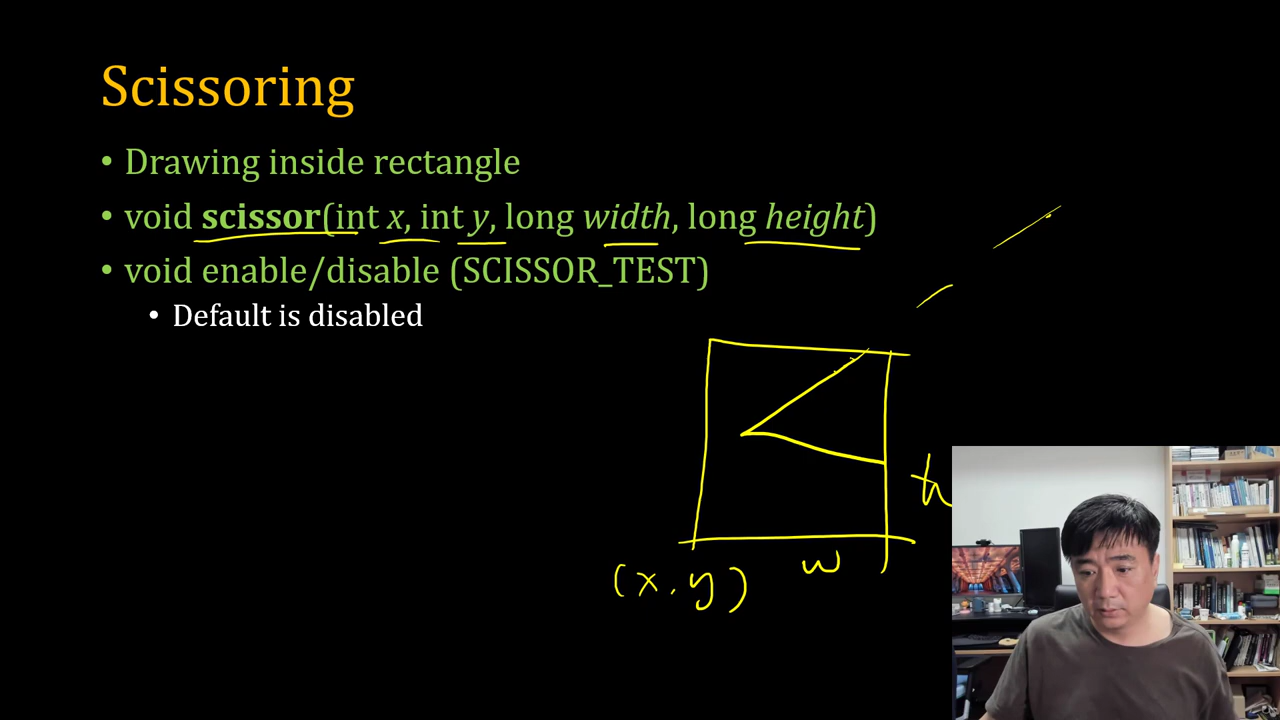 Scissoring
• Drawing inside rectangle
• void scissor(int x, int y, long width, long height)
• void enable/disable (SCISSOR_TEST)
• Default is disabled
h
w
(x, y)